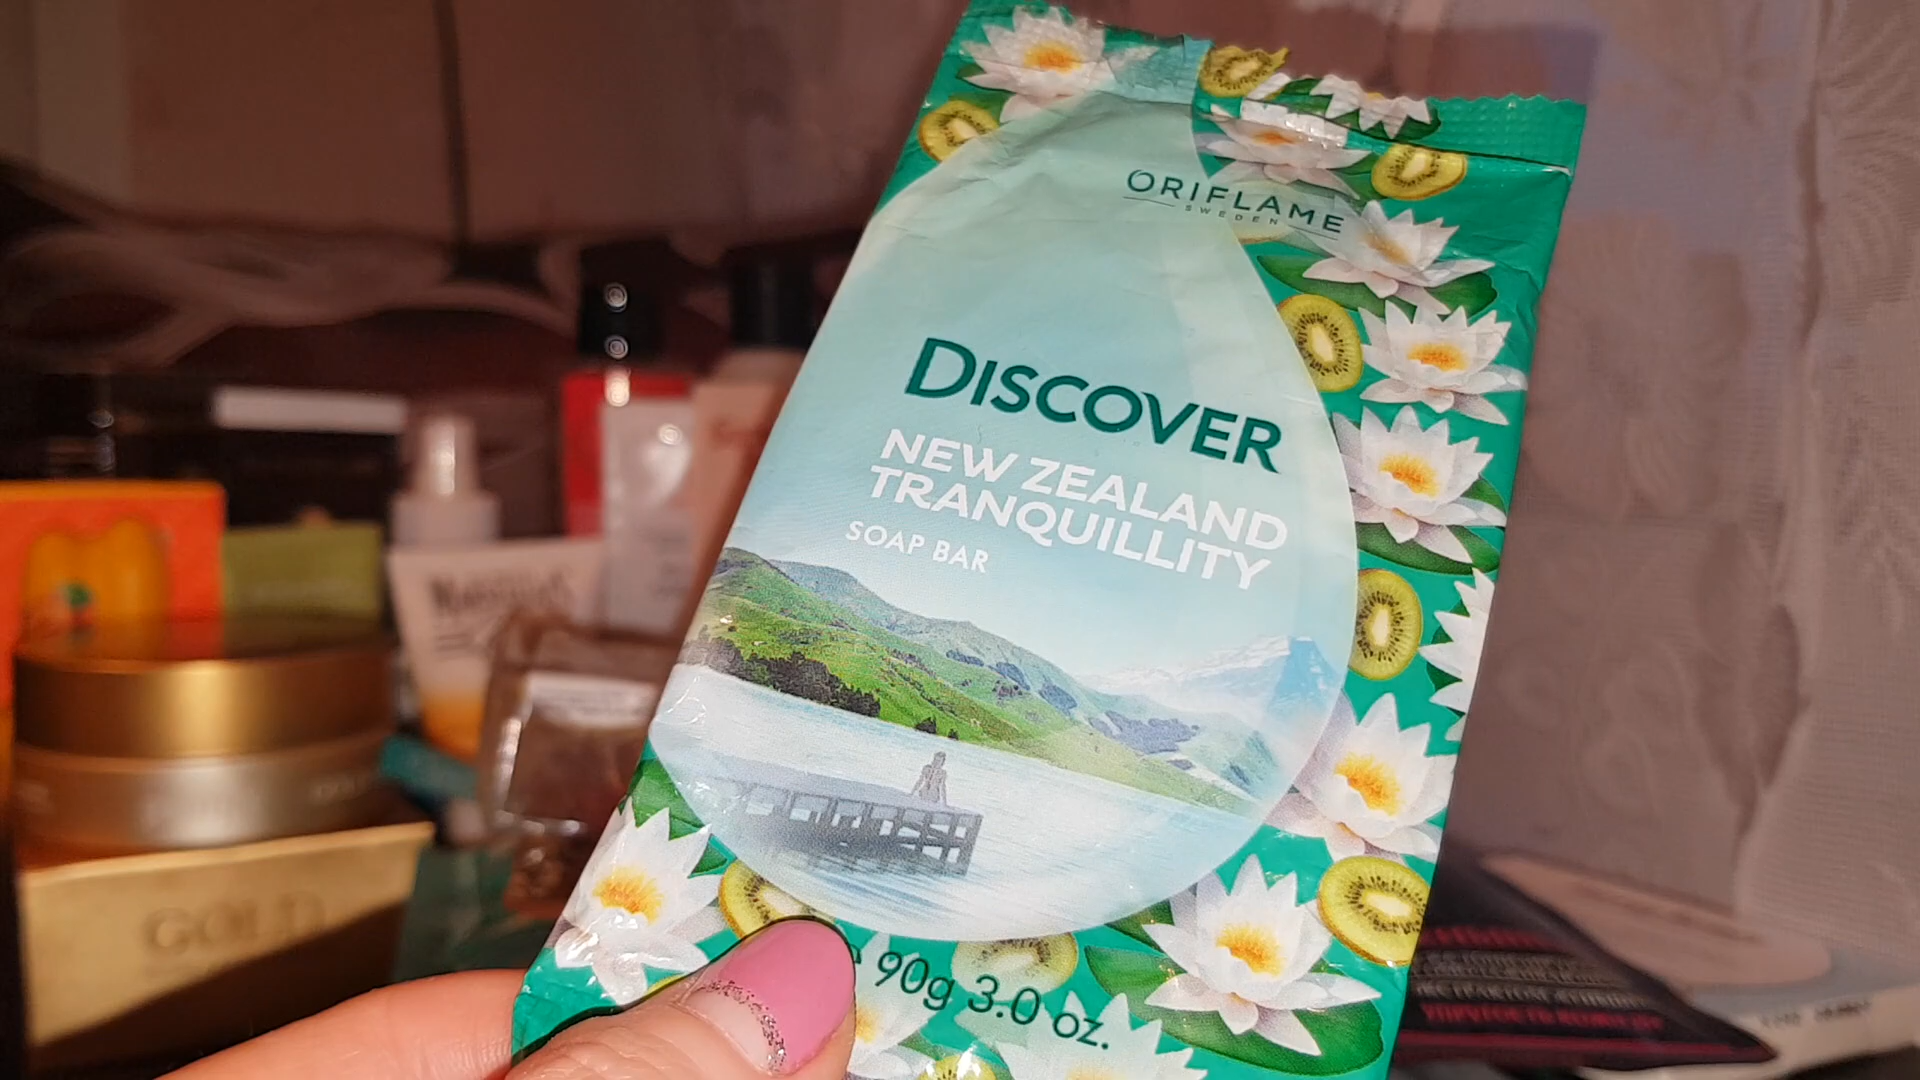 ORIFLAME
SWEDEN
DISCOVER
NEW ZEALAND
TRANQUILLITY
SOAP BAR
90g 3.0 oz.
GOLD